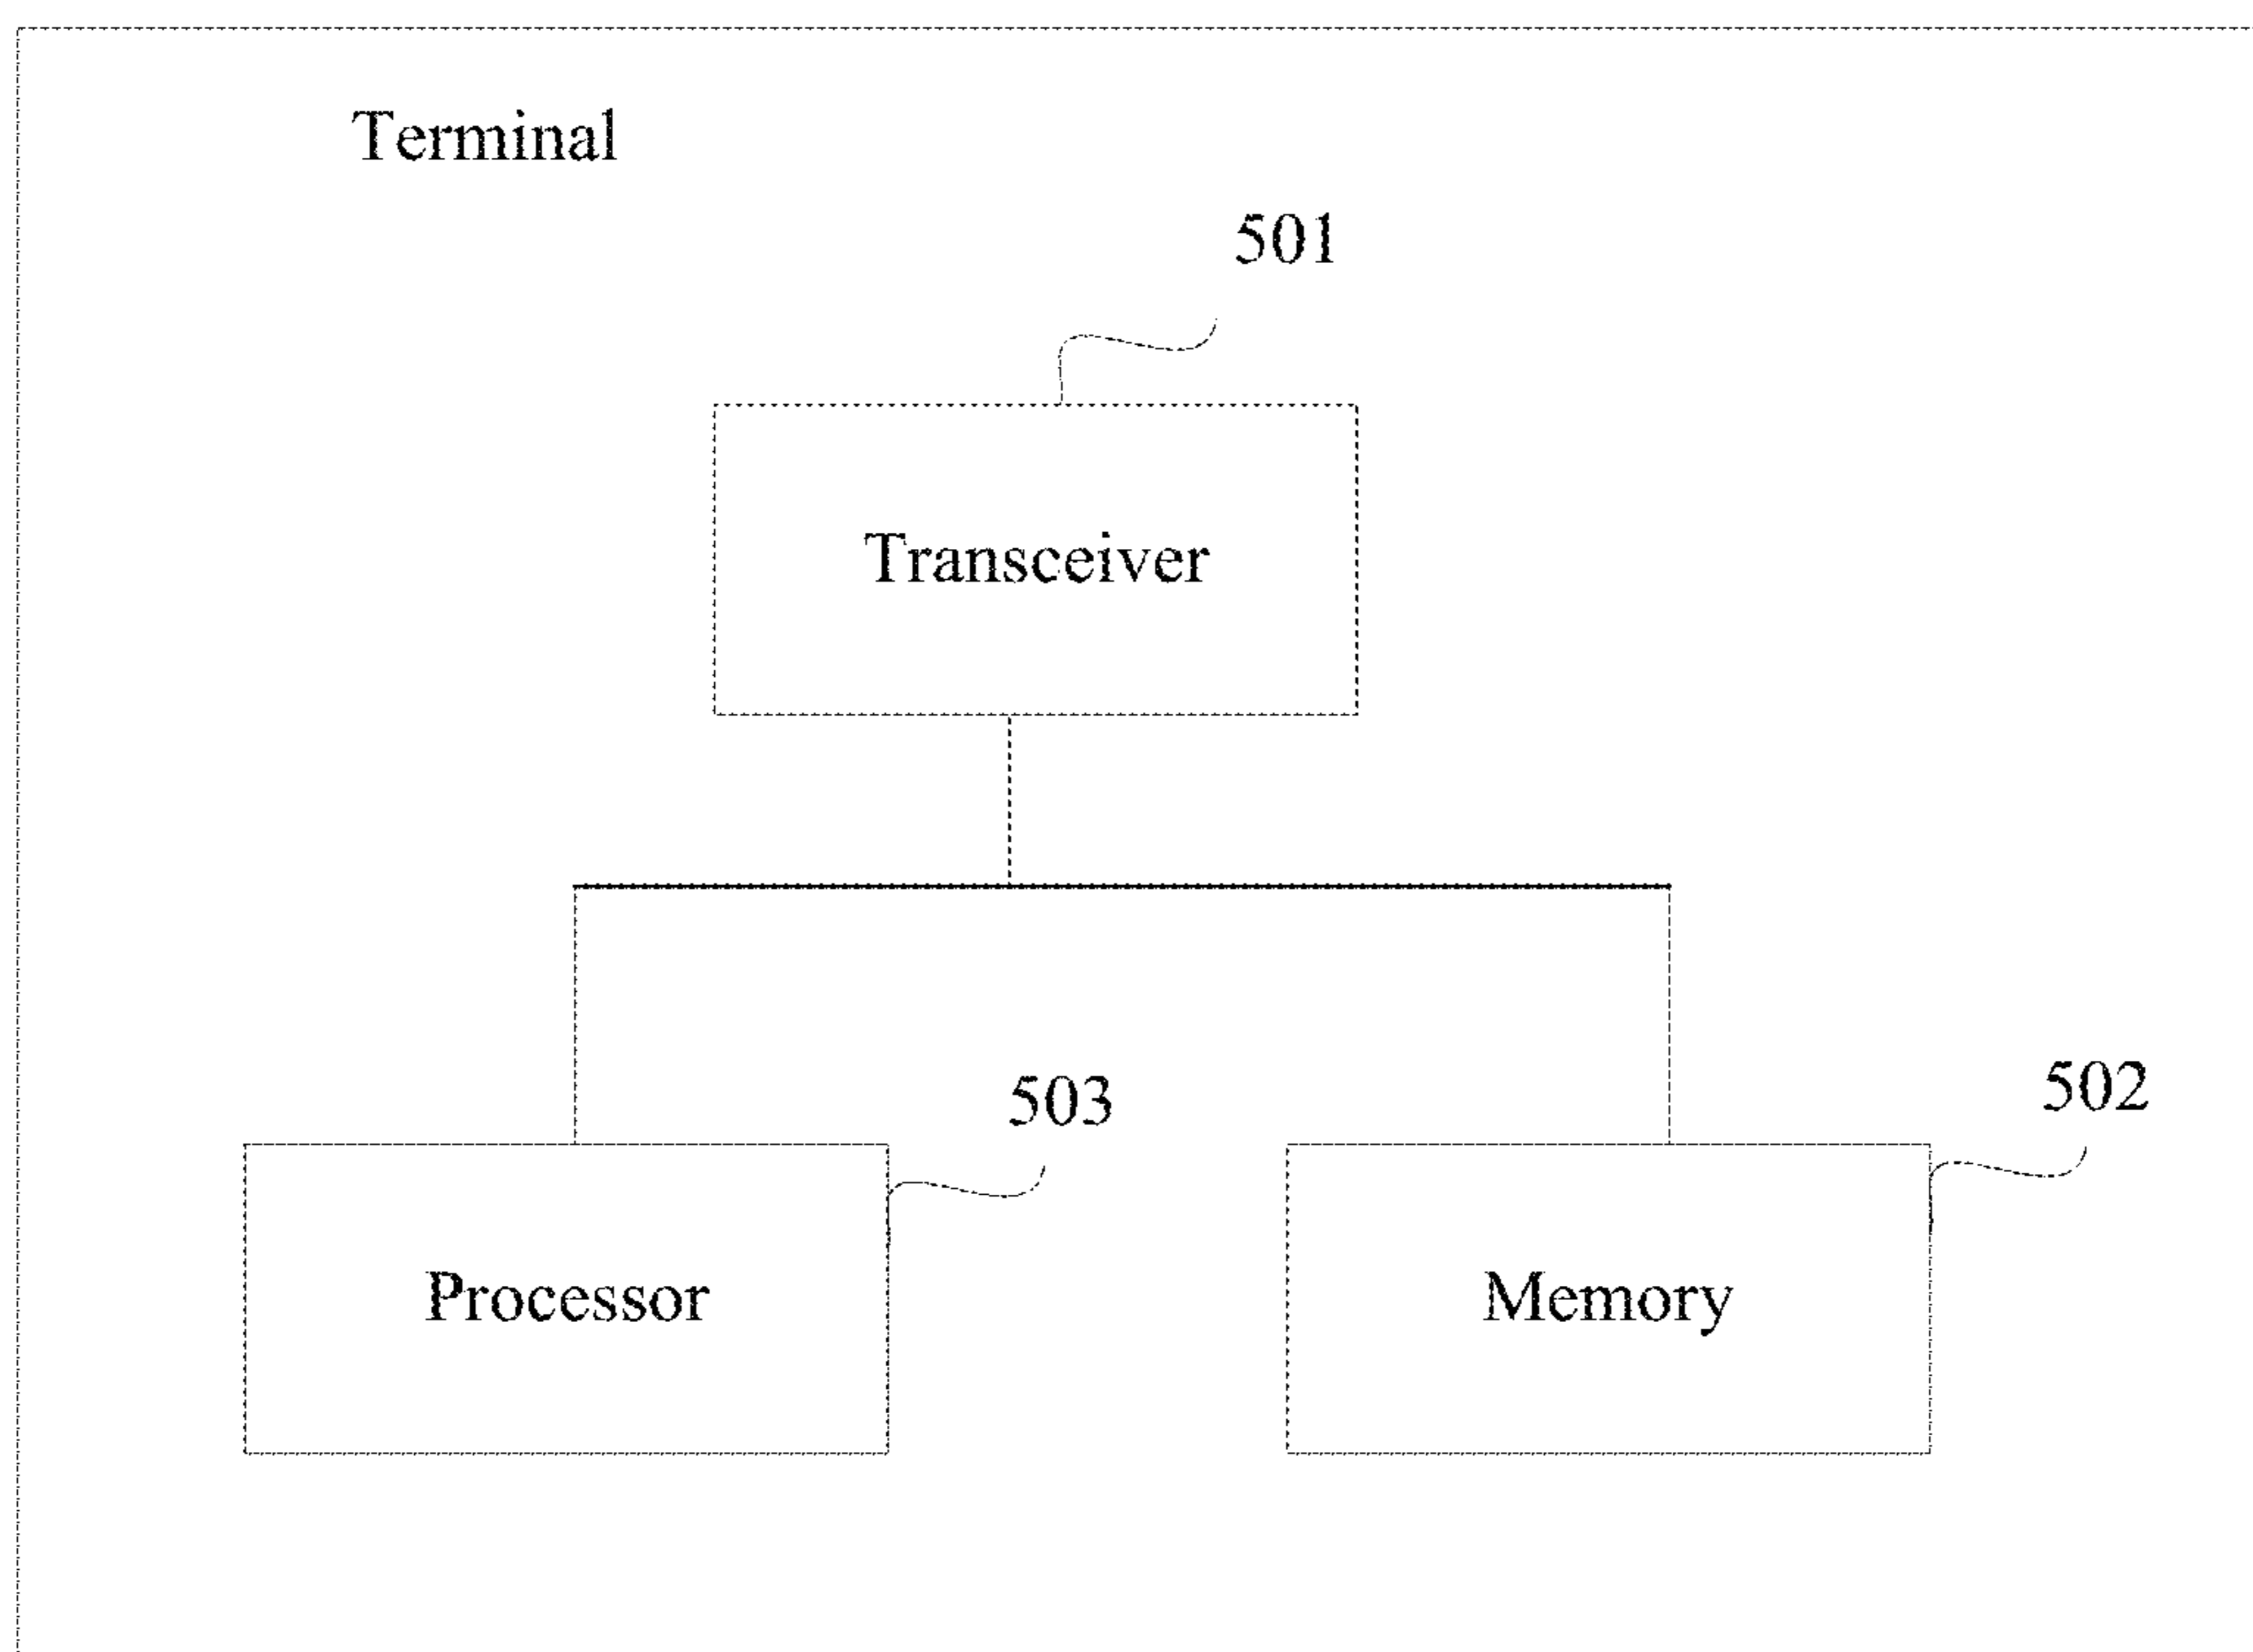 Terminal
501
Transceiver
503
502
Processor
Memory